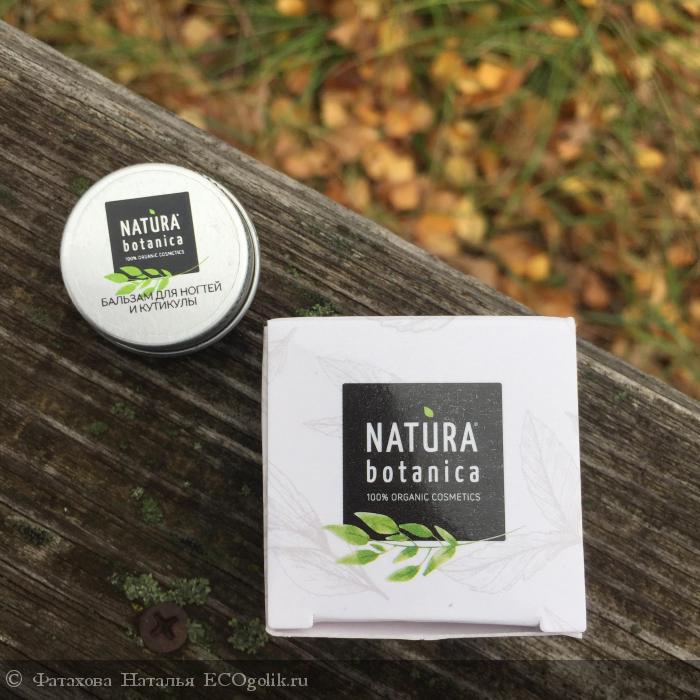 NATURA
botanica
100% ORGANIC COSMETICS
БАЛЬЗАМ ДЛЯ НОГТЕЙ
И КУТИКУЛЫ
NATURA®
botanica
100% ORGANIC COSMETICS
© Фатахова Наталья ECOgolik.ru